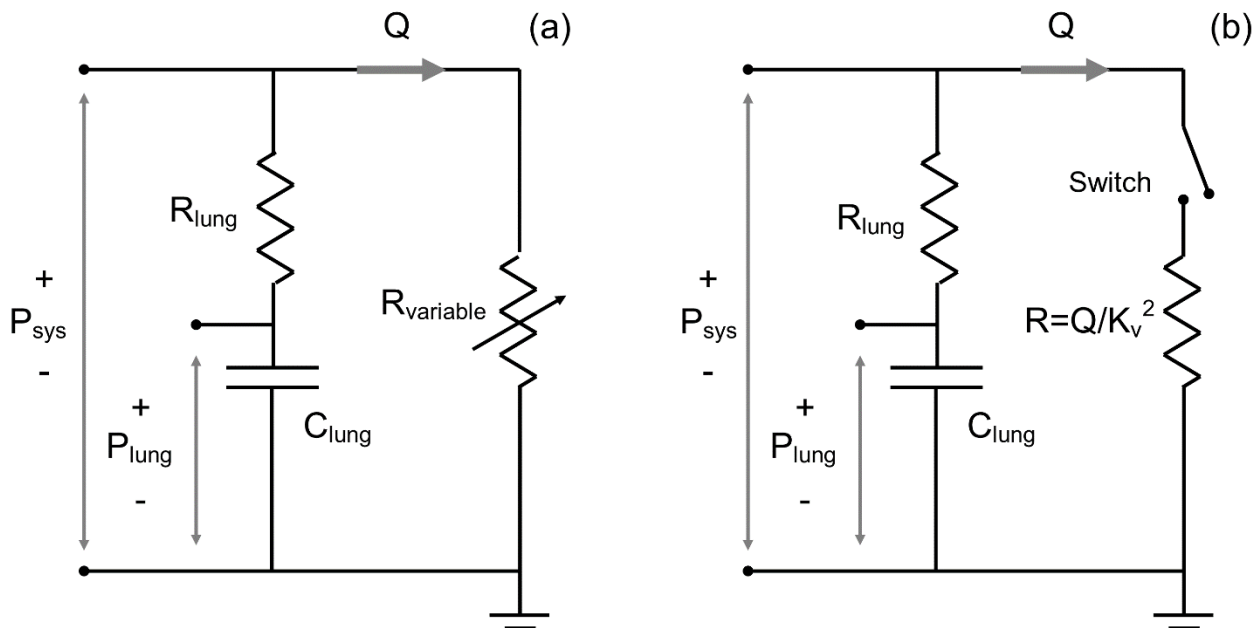 Q
(a)
R_lung
+
P_sys
-
R_variable
+
P_lung
-
C_lung
Q
(b)
Switch
R_lung
+
P_sys
-
R=Q/K_v^2
+
P_lung
-
C_lung